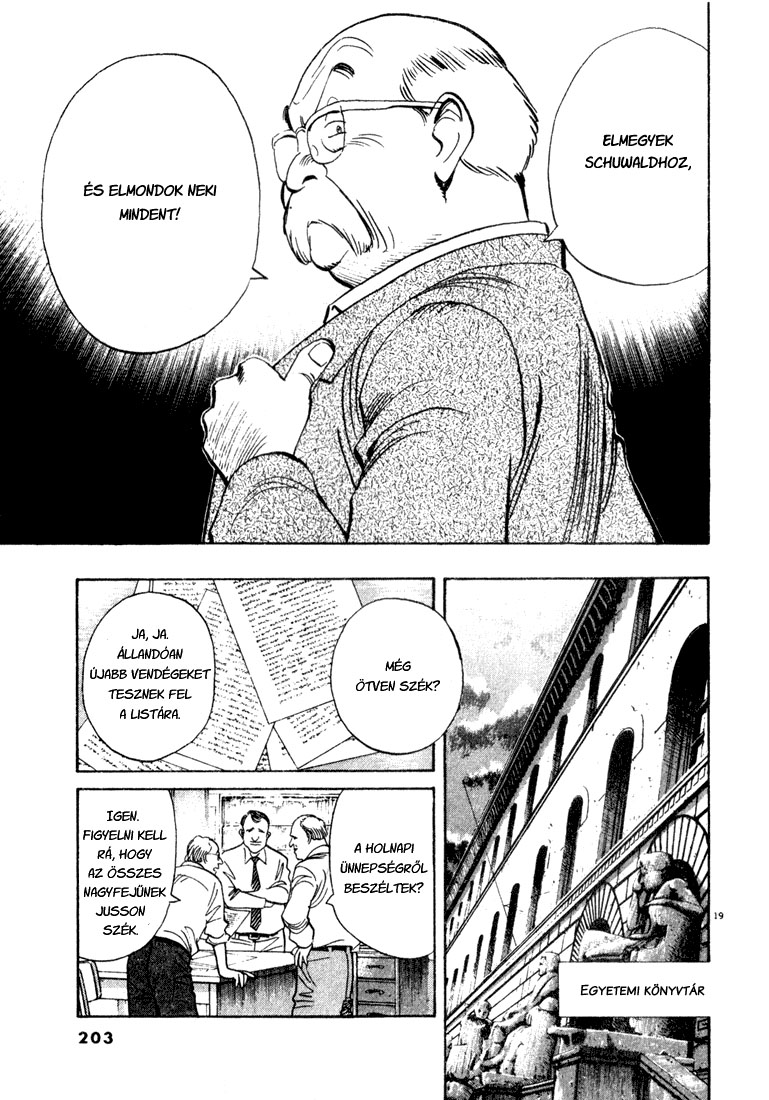 ELMEGYEK
SCHUWALDHOZ,
ÉS ELMONDOK NEKI
MINDENT!
EGYETEMI KÖNYVTÁR
MÉG
ÖTVEN SZÉK?
JA, JA.
ÁLLANDÓAN
ÚJABB VENDÉGEKET
TESZNEK FEL
A LISTÁRA.
A HOLNAPI
ÜNNEPSÉGRŐL
BESZÉLTEK?
IGEN.
FIGYELNI KELL
RÁ, HOGY
AZ ÖSSZES
NAGYFEJŰNEK
JUSSON
SZÉK.
19
203